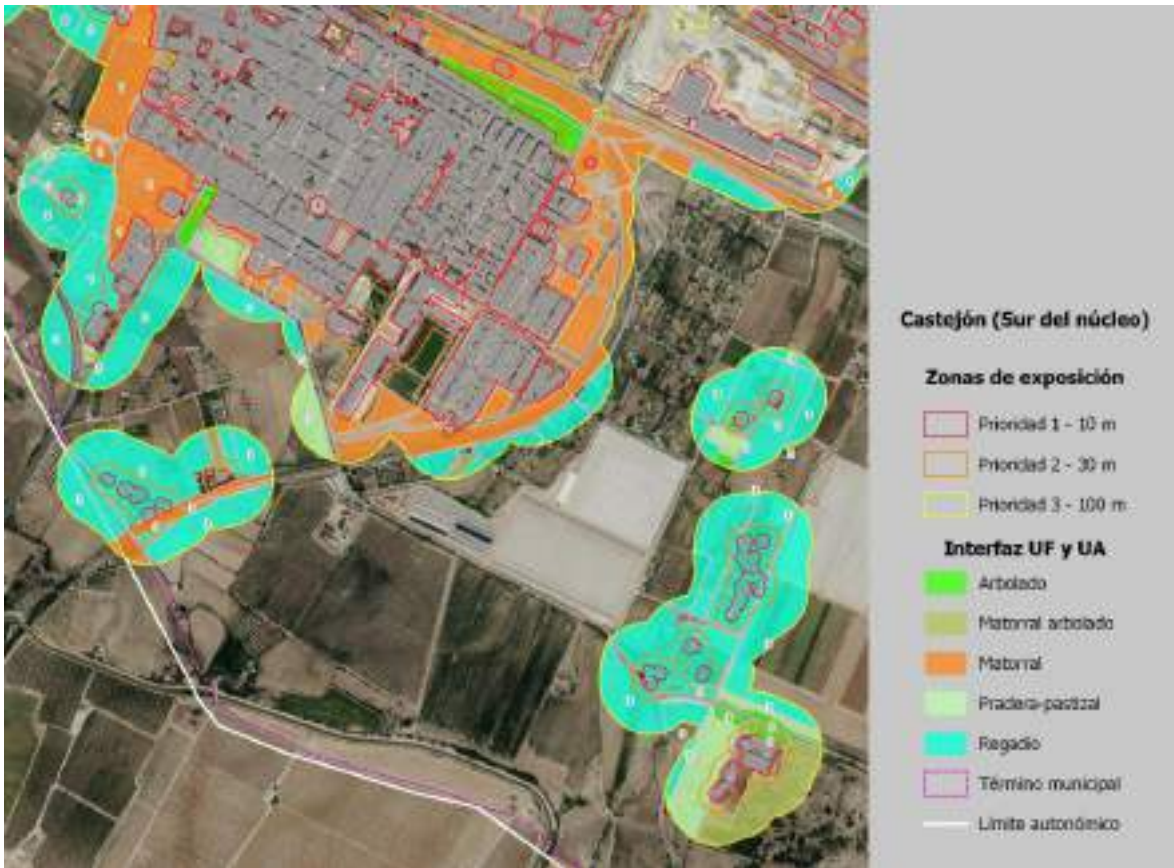 Castejón (Sur del núcleo)
Zonas de exposición
Prioridad 1 - 10 m
Prioridad 2 - 30 m
Prioridad 3 - 100 m
Interfaz UF y UA
Arbolado
Matorral arbolado
Matorral
Pradera-pastizal
Regadío
Término municipal
Límite autonómico